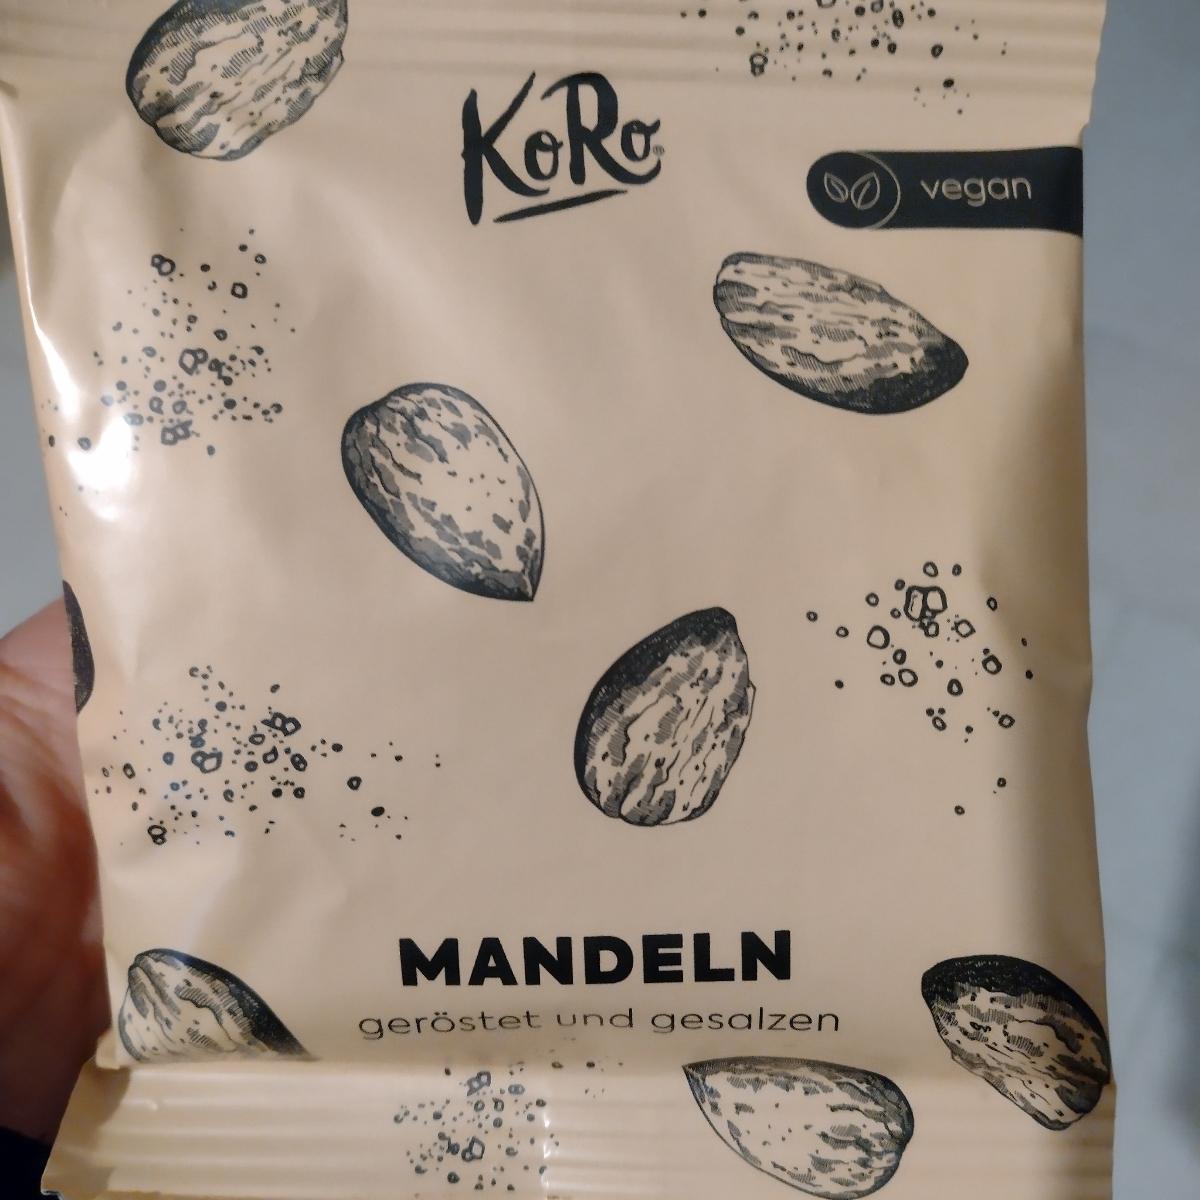 KoRo®
vegan
MANDELN
geröstet und gesalzen